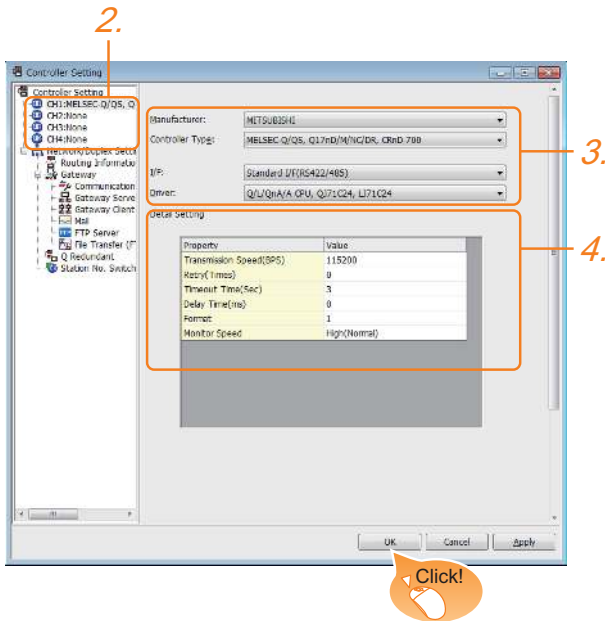 2.
Controller Setting
Controller Setting
CH1:MELSEC-Q/QS, Q
CH2:None
CH3:None
CH4:None
Network/Duplex Setti
Routing Informatio
Gateway
Communication
Gateway Serve
Gateway Client
Mail
FTP Server
File Transfer (F
Q Redundant
Station No. Switch
Manufacturer: MITSUBISHI
Controller Type: MELSEC-Q/QS, Q17nD/M/NC/DR, CRnD-700
I/F: Standard I/F(RS422/485)
Driver: Q/L/QnA/A CPU, QJ71C24, LJ71C24
3.
Detail Setting
4.
Property Value
Transmission Speed(BPS) 115200
Retry(Times) 0
Timeout Time(Sec) 3
Delay Time(ms) 0
Format 1
Monitor Speed High(Normal)
OK Cancel Apply
Click!